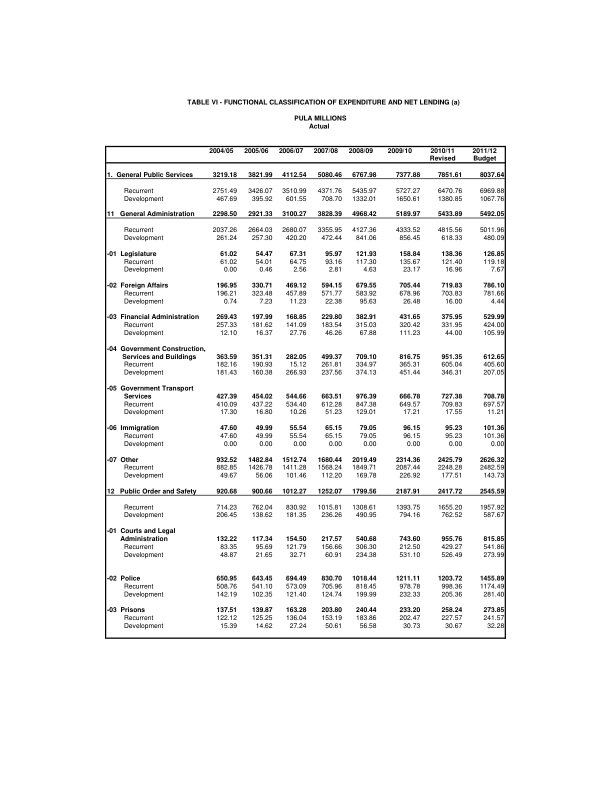 TABLE VI - FUNCTIONAL CLASSIFICATION OF EXPENDITURE AND NET LENDING (a)
PULA MILLIONS
Actual
2004/05 2005/06 2006/07 2007/08 2008/09 2009/10 2010/11 2011/12
Revised Budget
1. General Public Services 3219.18 3821.99 4112.54 5080.46 6767.98 7377.88 7851.61 8037.64
Recurrent 2751.49 3426.07 3510.99 4371.76 5435.97 5727.27 6470.76 6969.88
Development 467.69 395.92 601.55 708.70 1332.01 1650.61 1380.85 1067.76
11 General Administration 2298.50 2921.33 3100.27 3828.39 4968.42 5189.97 5433.89 5492.05
Recurrent 2037.26 2664.03 2680.07 3355.95 4127.36 4333.52 4815.56 5011.96
Development 261.24 257.30 420.20 472.44 841.06 856.45 618.33 480.09
-01 Legislature 61.02 54.47 67.31 95.97 121.93 158.84 138.36 126.85
Recurrent 61.02 54.01 64.75 93.16 117.30 135.67 121.40 119.18
Development 0.00 0.46 2.56 2.81 4.63 23.17 16.96 7.67
-02 Foreign Affairs 196.95 330.71 469.12 594.15 679.55 705.44 719.83 786.10
Recurrent 196.21 323.48 457.89 571.77 583.92 678.96 703.83 781.66
Development 0.74 7.23 11.23 22.38 95.63 26.48 16.00 4.44
-03 Financial Administration 269.43 197.99 168.85 229.80 382.91 431.65 375.95 529.99
Recurrent 257.33 181.62 141.09 183.54 315.03 320.42 331.95 424.00
Development 12.10 16.37 27.76 46.26 67.88 111.23 44.00 105.99
-04 Government Construction,
Services and Buildings 363.59 351.31 282.05 499.37 709.10 816.75 951.35 612.65
Recurrent 182.16 190.93 15.12 261.81 334.97 365.31 605.04 405.60
Development 181.43 160.38 266.93 237.56 374.13 451.44 346.31 207.05
-05 Government Transport
Services 427.39 454.02 544.66 663.51 976.39 666.78 727.38 708.78
Recurrent 410.09 437.22 534.40 612.28 847.38 649.57 709.83 697.57
Development 17.30 16.80 10.26 51.23 129.01 17.21 17.55 11.21
-06 Immigration 47.60 49.99 55.54 65.15 79.05 96.15 95.23 101.36
Recurrent 47.60 49.99 55.54 65.15 79.05 96.15 95.23 101.36
Development 0.00 0.00 0.00 0.00 0.00 0.00 0.00 0.00
-07 Other 932.52 1482.84 1512.74 1680.44 2019.49 2314.36 2425.79 2626.32
Recurrent 882.85 1426.78 1411.28 1568.24 1849.71 2087.44 2248.28 2482.59
Development 49.67 56.06 101.46 112.20 169.78 226.92 177.51 143.73
12 Public Order and Safety 920.68 900.66 1012.27 1252.07 1799.56 2187.91 2417.72 2545.59
Recurrent 714.23 762.04 830.92 1015.81 1308.61 1393.75 1655.20 1957.92
Development 206.45 138.62 181.35 236.26 490.95 794.16 762.52 587.67
-01 Courts and Legal
Administration 132.22 117.34 154.50 217.57 540.68 743.60 955.76 815.85
Recurrent 83.35 95.69 121.79 156.66 306.30 212.50 429.27 541.86
Development 48.87 21.65 32.71 60.91 234.38 531.10 526.49 273.99
-02 Police 650.95 643.45 694.49 830.70 1018.44 1211.11 1203.72 1455.89
Recurrent 508.76 541.10 573.09 705.96 818.45 978.78 998.36 1174.49
Development 142.19 102.35 121.40 124.74 199.99 232.33 205.36 281.40
-03 Prisons 137.51 139.87 163.28 203.80 240.44 233.20 258.24 273.85
Recurrent 122.12 125.25 136.04 153.19 183.86 202.47 227.57 241.57
Development 15.39 14.62 27.24 50.61 56.58 30.73 30.67 32.28